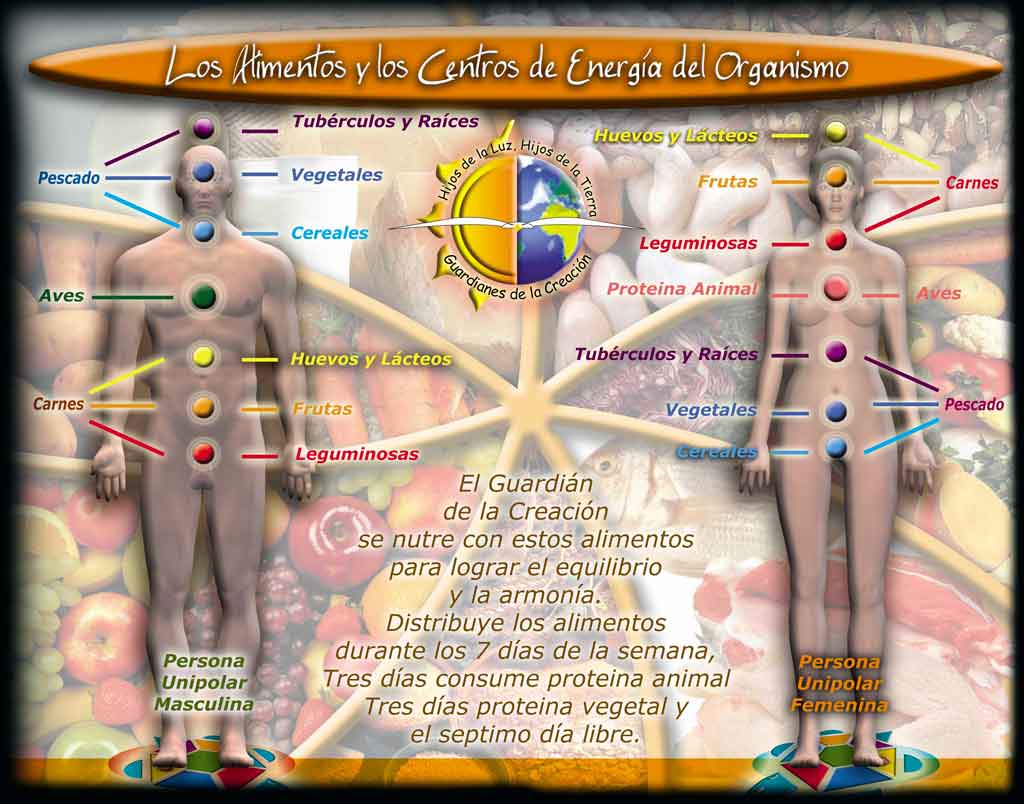 Los Alimentos y los Centros de Energía del Organismo
Tubérculos y Raíces
Pescado
Vegetales
Cereales
Aves
Huevos y Lácteos
Carnes
Frutas
Leguminosas
Persona
Unipolar
Masculina
Hijos de la Luz, Hijos de la Tierra
Guardianes de la Creación
Huevos y Lácteos
Frutas
Carnes
Leguminosas
Proteina Animal
Aves
Tubérculos y Raíces
Vegetales
Pescado
Cereales
El Guardián
de la Creación
se nutre con estos alimentos
para lograr el equilibrio
y la armonía.
Distribuye los alimentos
durante los 7 días de la semana,
Tres días consume proteina animal
Tres días proteina vegetal y
el septimo día libre.
Persona
Unipolar
Femenina